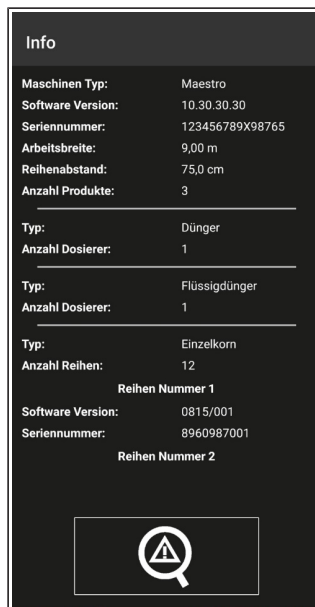 Info
Maschinen Typ: Maestro
Software Version: 10.30.30.30
Seriennummer: 123456789X98765
Arbeitsbreite: 9,00 m
Reihenabstand: 75,0 cm
Anzahl Produkte: 3
Typ: Dünger
Anzahl Dosierer: 1
Typ: Flüssigdünger
Anzahl Dosierer: 1
Typ: Einzelkorn
Anzahl Reihen: 12
Reihen Nummer 1
Software Version: 0815/001
Seriennummer: 8960987001
Reihen Nummer 2